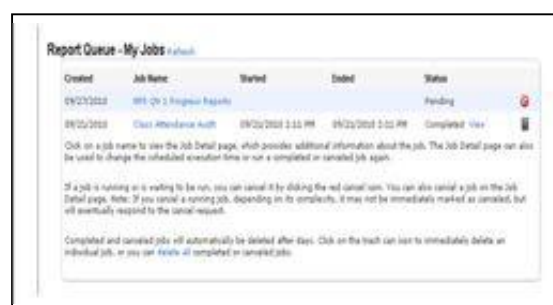 Report Queue - My Jobs Refresh
Created Job Name Started Ended Status
09/27/2010 Progress Reports Pending
09/21/2010 Class Attendance Audit 09/21/2010 2:11 PM 09/21/2010 2:11 PM Completed View
Click on a job name to view the Job Detail page, which provides additional information about the job. The Job Detail page can also
be used to change the scheduled execution time or run a completed or canceled job again.
If a job is running or is waiting to be run, you can cancel it by clicking the red cancel icon. You can also cancel a job on the Job
Detail page. Note: If you cancel a running job, depending on its complexity, it may not be immediately marked as canceled, but
will eventually respond to the cancel request.
Completed and canceled jobs will automatically be deleted after days. Click on the trash can icon to immediately delete an
individual job, or you can delete all completed or canceled jobs.